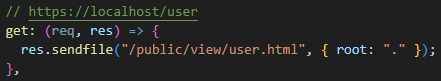 // https://localhost/user
get: (req, res) => {
res.sendfile("/public/view/user.html", { root: "." });
},